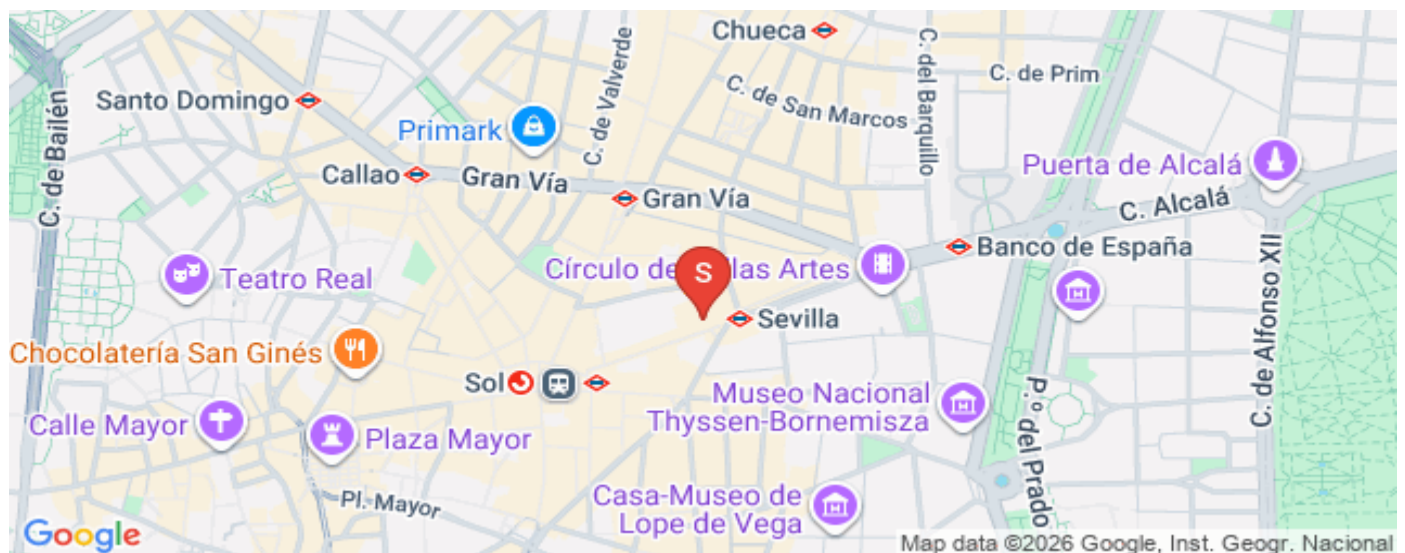 Chueca
C. de Valverde
C. del Barquillo
C. de Prim
C. de San Marcos
C. de Bailén
Santo Domingo
Primark
Callao
Gran Vía
Gran Vía
Puerta de Alcalá
C. Alcalá
Banco de España
Teatro Real
Círculo de
las Artes
S
Sevilla
Chocolatería San Ginés
Sol
C. de Alfonso XII
Museo Nacional
Thyssen-Bornemisza
P.º del Prado
Calle Mayor
Plaza Mayor
Pl. Mayor
Casa-Museo de
Lope de Vega
Google
Map data ©2026 Google, Inst. Geogr. Nacional